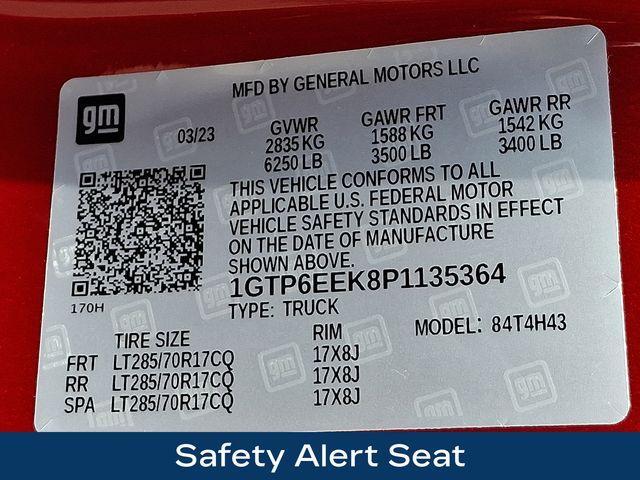 MFD BY GENERAL MOTORS LLC
gm
03/23
GVWR GAWR FRT GAWR RR
2835 KG 1588 KG 1542 KG
6250 LB 3500 LB 3400 LB
THIS VEHICLE CONFORMS TO ALL
APPLICABLE U.S. FEDERAL MOTOR
VEHICLE SAFETY STANDARDS IN EFFECT
ON THE DATE OF MANUFACTURE
SHOWN ABOVE.
1GTP6EEK8P1135364
170H
TYPE: TRUCK
MODEL: 84T4H43
TIRE SIZE RIM
FRT LT285/70R17CQ 17X8J
RR LT285/70R17CQ 17X8J
SPA LT285/70R17CQ 17X8J
Safety Alert Seat